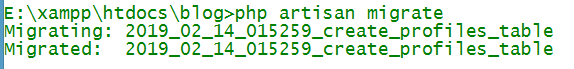 E:\xampp\htdocs\blog>php artisan migrate
Migrating: 2019_02_14_015259_create_profiles_table
Migrated:  2019_02_14_015259_create_profiles_table